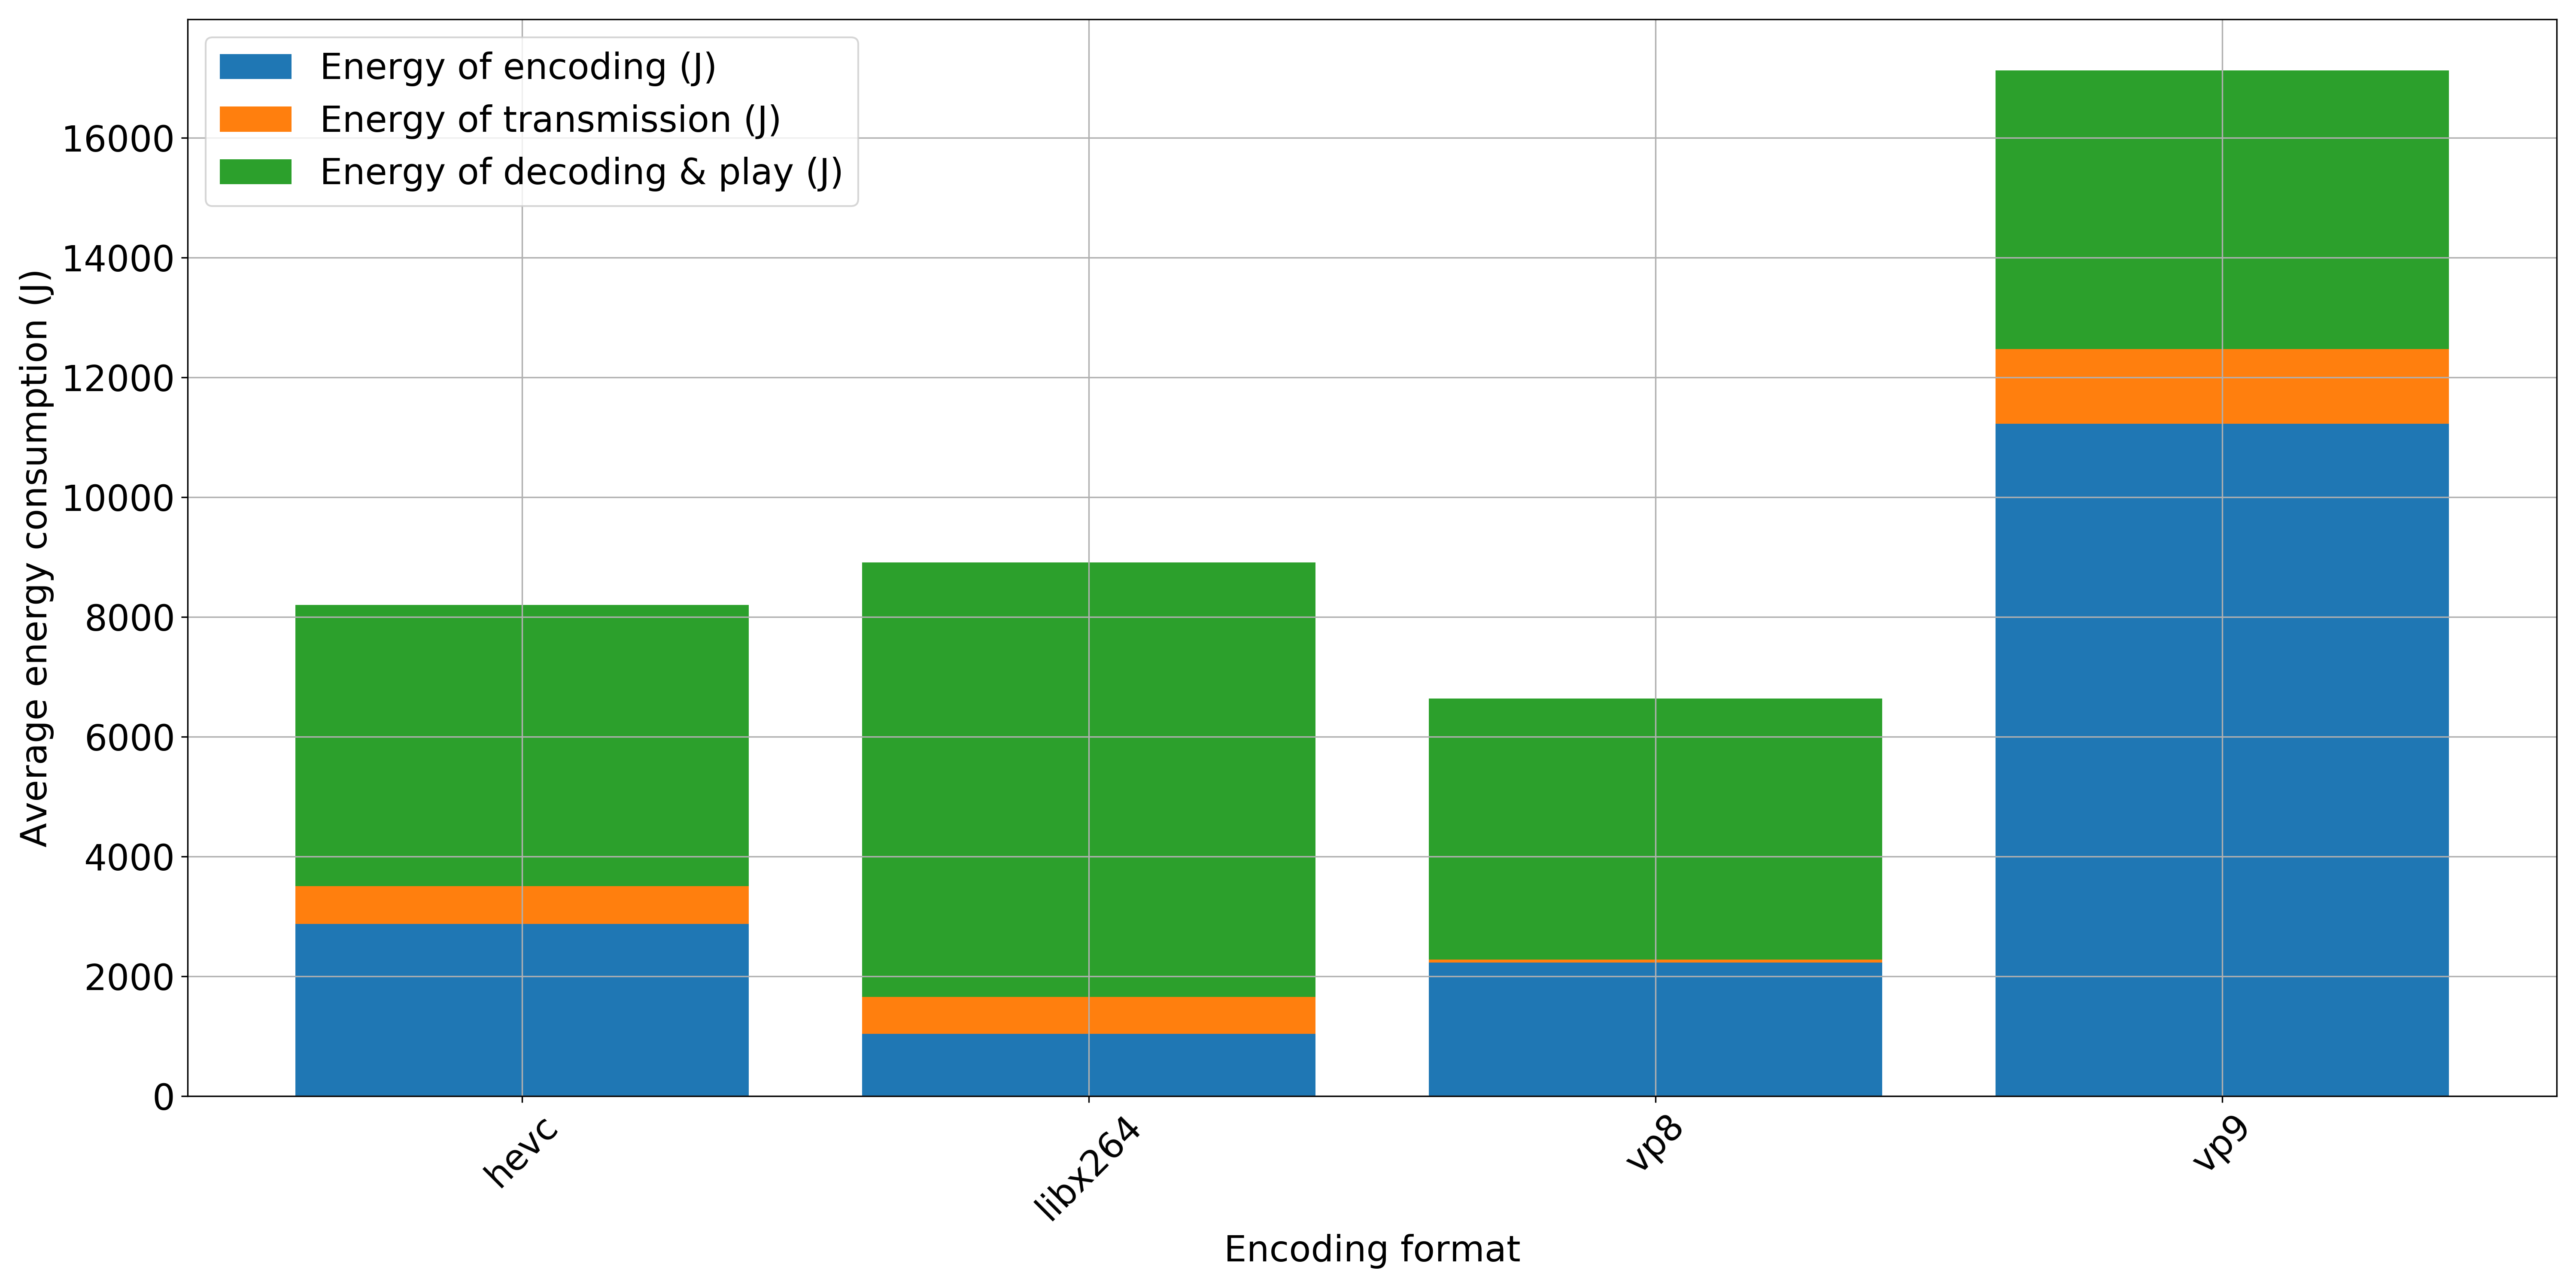 Energy of encoding (J)
Energy of transmission (J)
Energy of decoding & play (J)
Average energy consumption (J)
16000
14000
12000
10000
8000
6000
4000
2000
0
hevc
libx264
vp8
vp9
Encoding format